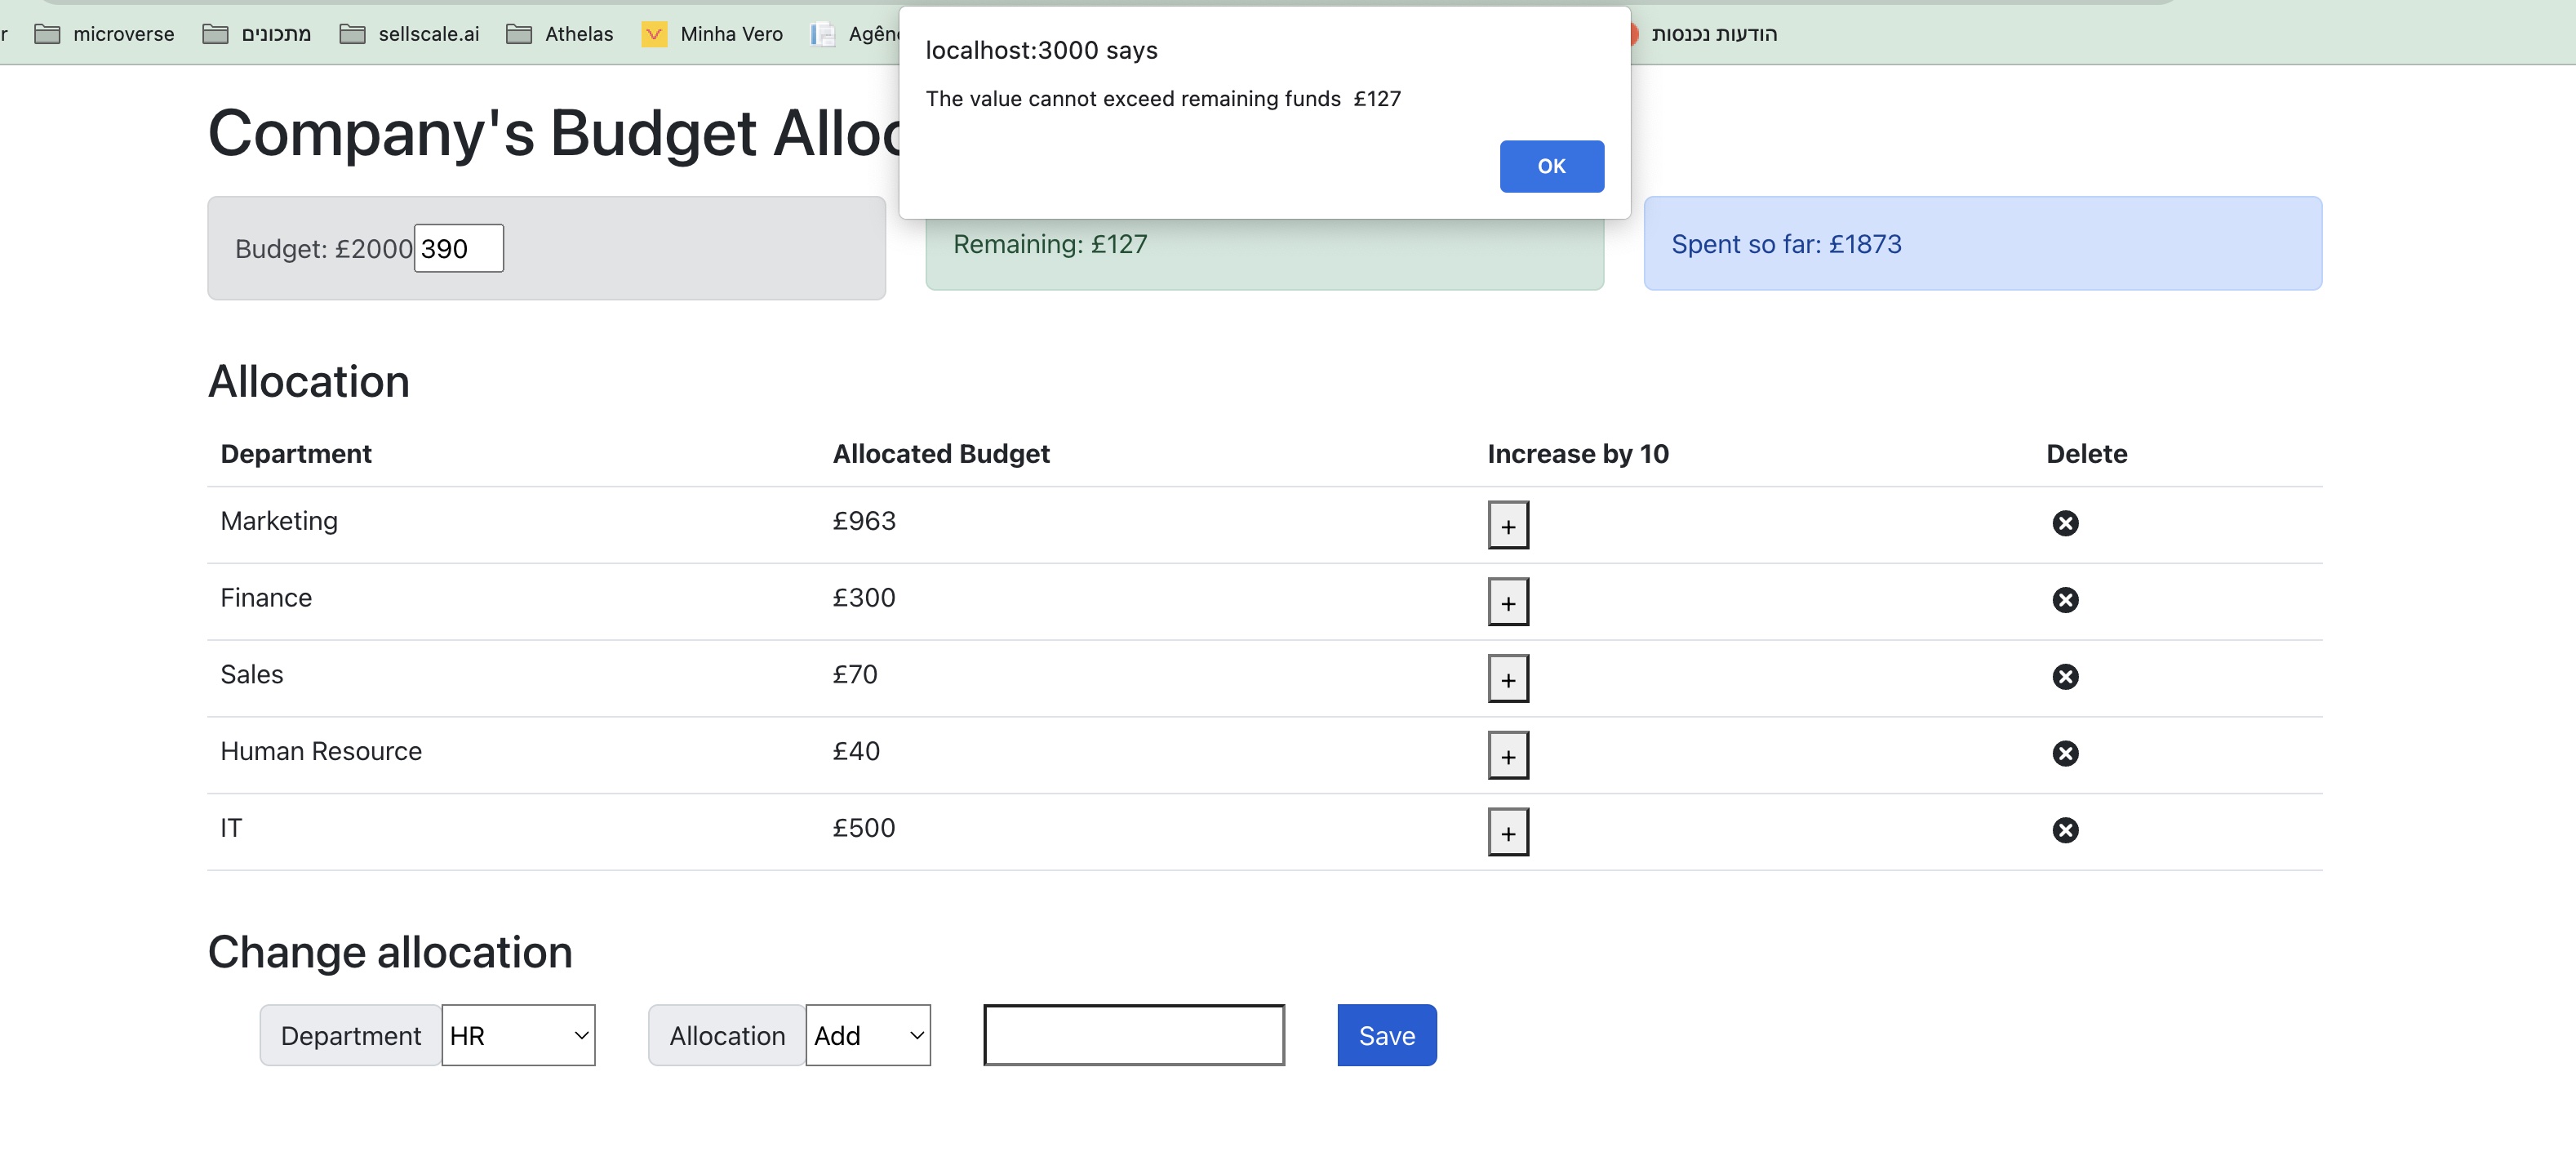 r microverse מתכונים sellscale.ai Athelas Minha Vero Agên הודעות נכנסות
localhost:3000 says
The value cannot exceed remaining funds £127
OK
Company's Budget Alloc
Budget: £2000 390
Remaining: £127
Spent so far: £1873
Allocation
Department Allocated Budget Increase by 10 Delete
Marketing £963 +
Finance £300 +
Sales £70 +
Human Resource £40 +
IT £500 +
Change allocation
Department HR Allocation Add Save